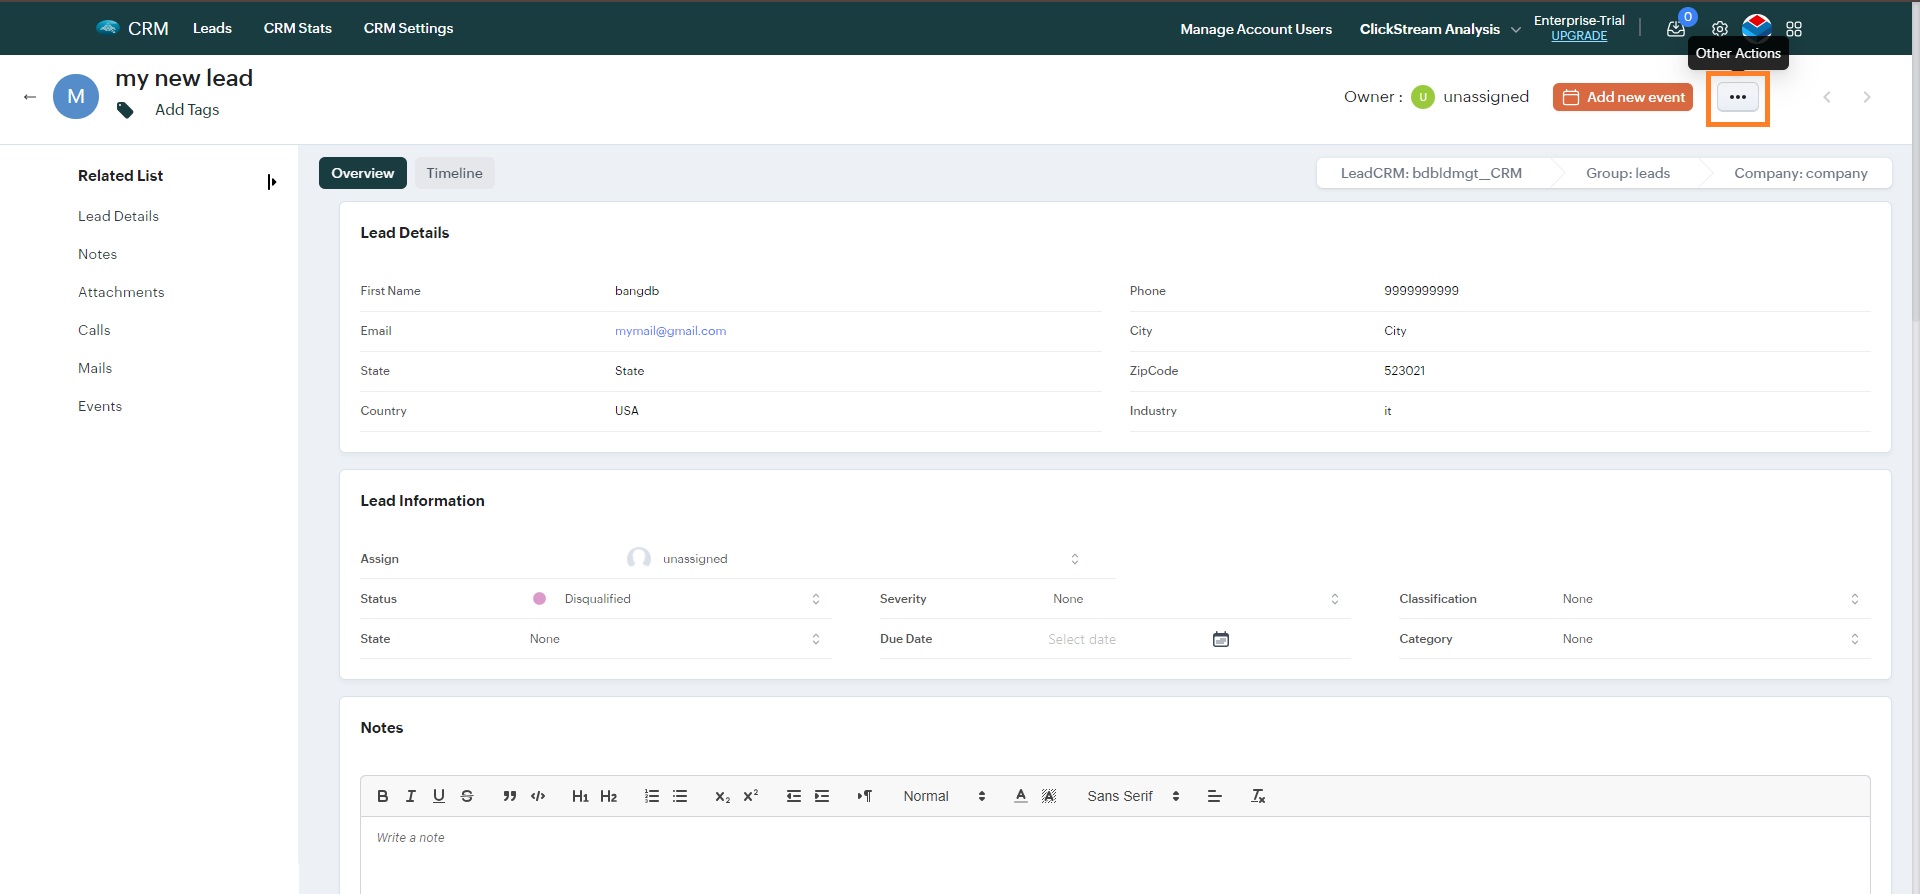 CRM Leads CRM Stats CRM Settings Manage Account Users ClickStream Analysis Enterprise-Trial UPGRADE 0
Other Actions
M my new lead
Add Tags
Owner : U unassigned Add new event
Related List
Lead Details
Notes
Attachments
Calls
Mails
Events
Overview Timeline LeadCRM: bdbldmgt__CRM Group: leads Company: company
Lead Details
First Name bangdb Phone 9999999999
Email mymail@gmail.com City City
State State ZipCode 523021
Country USA Industry it
Lead Information
Assign unassigned
Status Disqualified Severity None Classification None
State None Due Date Select date Category None
Notes
B I U S H1 H2 X2 X2 Normal A A Sans Serif Tx
Write a note